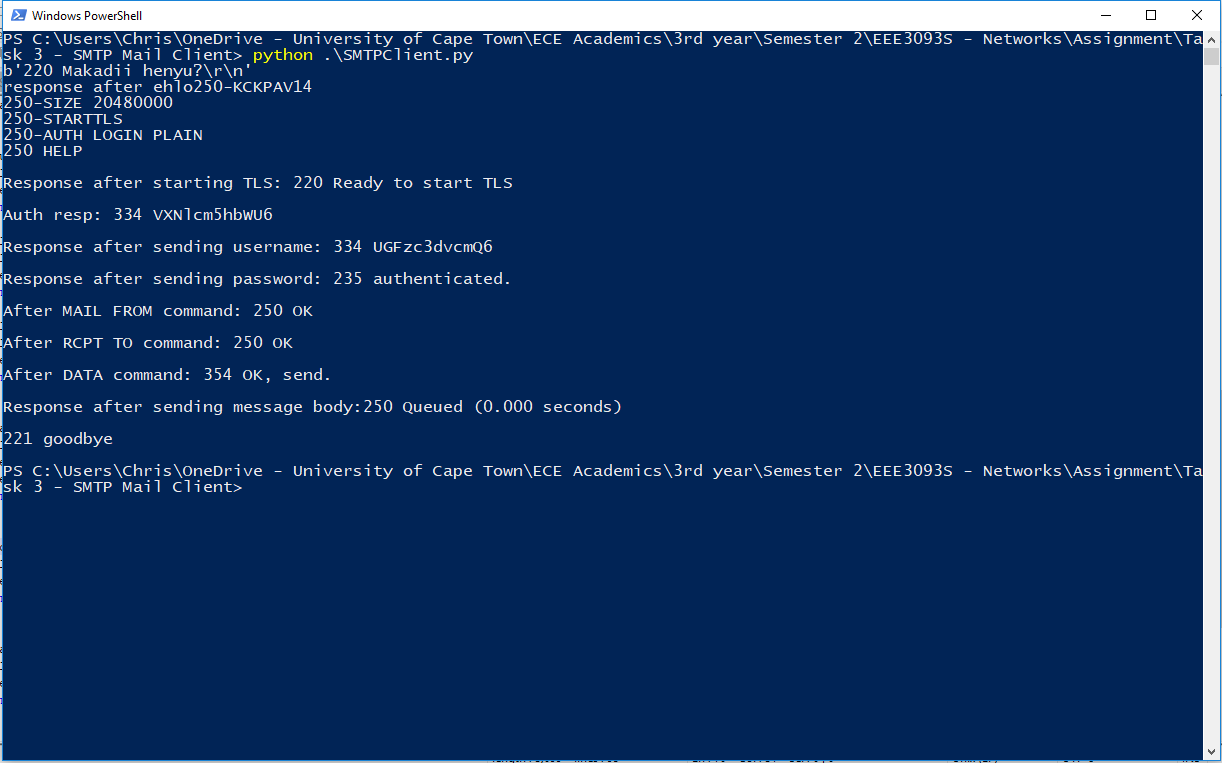 Windows PowerShell
PS C:\Users\Chris\OneDrive - University of Cape Town\ECE Academics\3rd year\Semester 2\EEE3093S - Networks\Assignment\Ta
sk 3 - SMTP Mail Client> python .\SMTPClient.py
b'220 Makadii henyu?\r\n'
response after ehlo250-KCKPAV14
250-SIZE 20480000
250-STARTTLS
250-AUTH LOGIN PLAIN
250 HELP
Response after starting TLS: 220 Ready to start TLS
Auth resp: 334 VXNlcm5hbWU6
Response after sending username: 334 UGFzc3dvcmQ6
Response after sending password: 235 authenticated.
After MAIL FROM command: 250 OK
After RCPT TO command: 250 OK
After DATA command: 354 OK, send.
Response after sending message body:250 Queued (0.000 seconds)
221 goodbye
PS C:\Users\Chris\OneDrive - University of Cape Town\ECE Academics\3rd year\Semester 2\EEE3093S - Networks\Assignment\Ta
sk 3 - SMTP Mail Client>